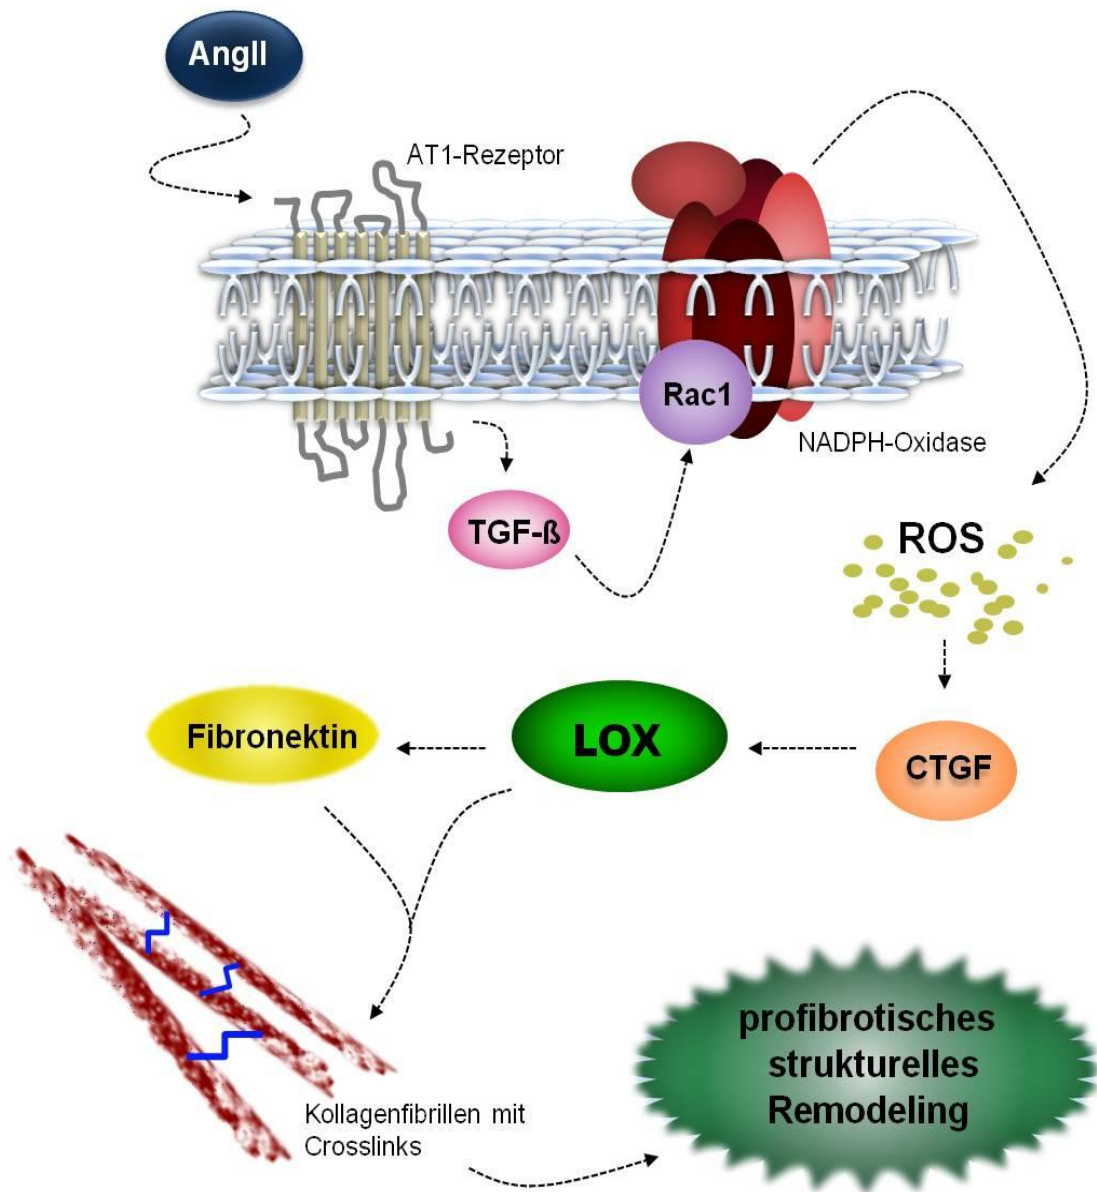 AngII
AT1-Rezeptor
Rac1
NADPH-Oxidase
TGF-ß
ROS
Fibronektin
LOX
CTGF
profibrotisches
strukturelles
Remodeling
Kollagenfibrillen mit
Crosslinks